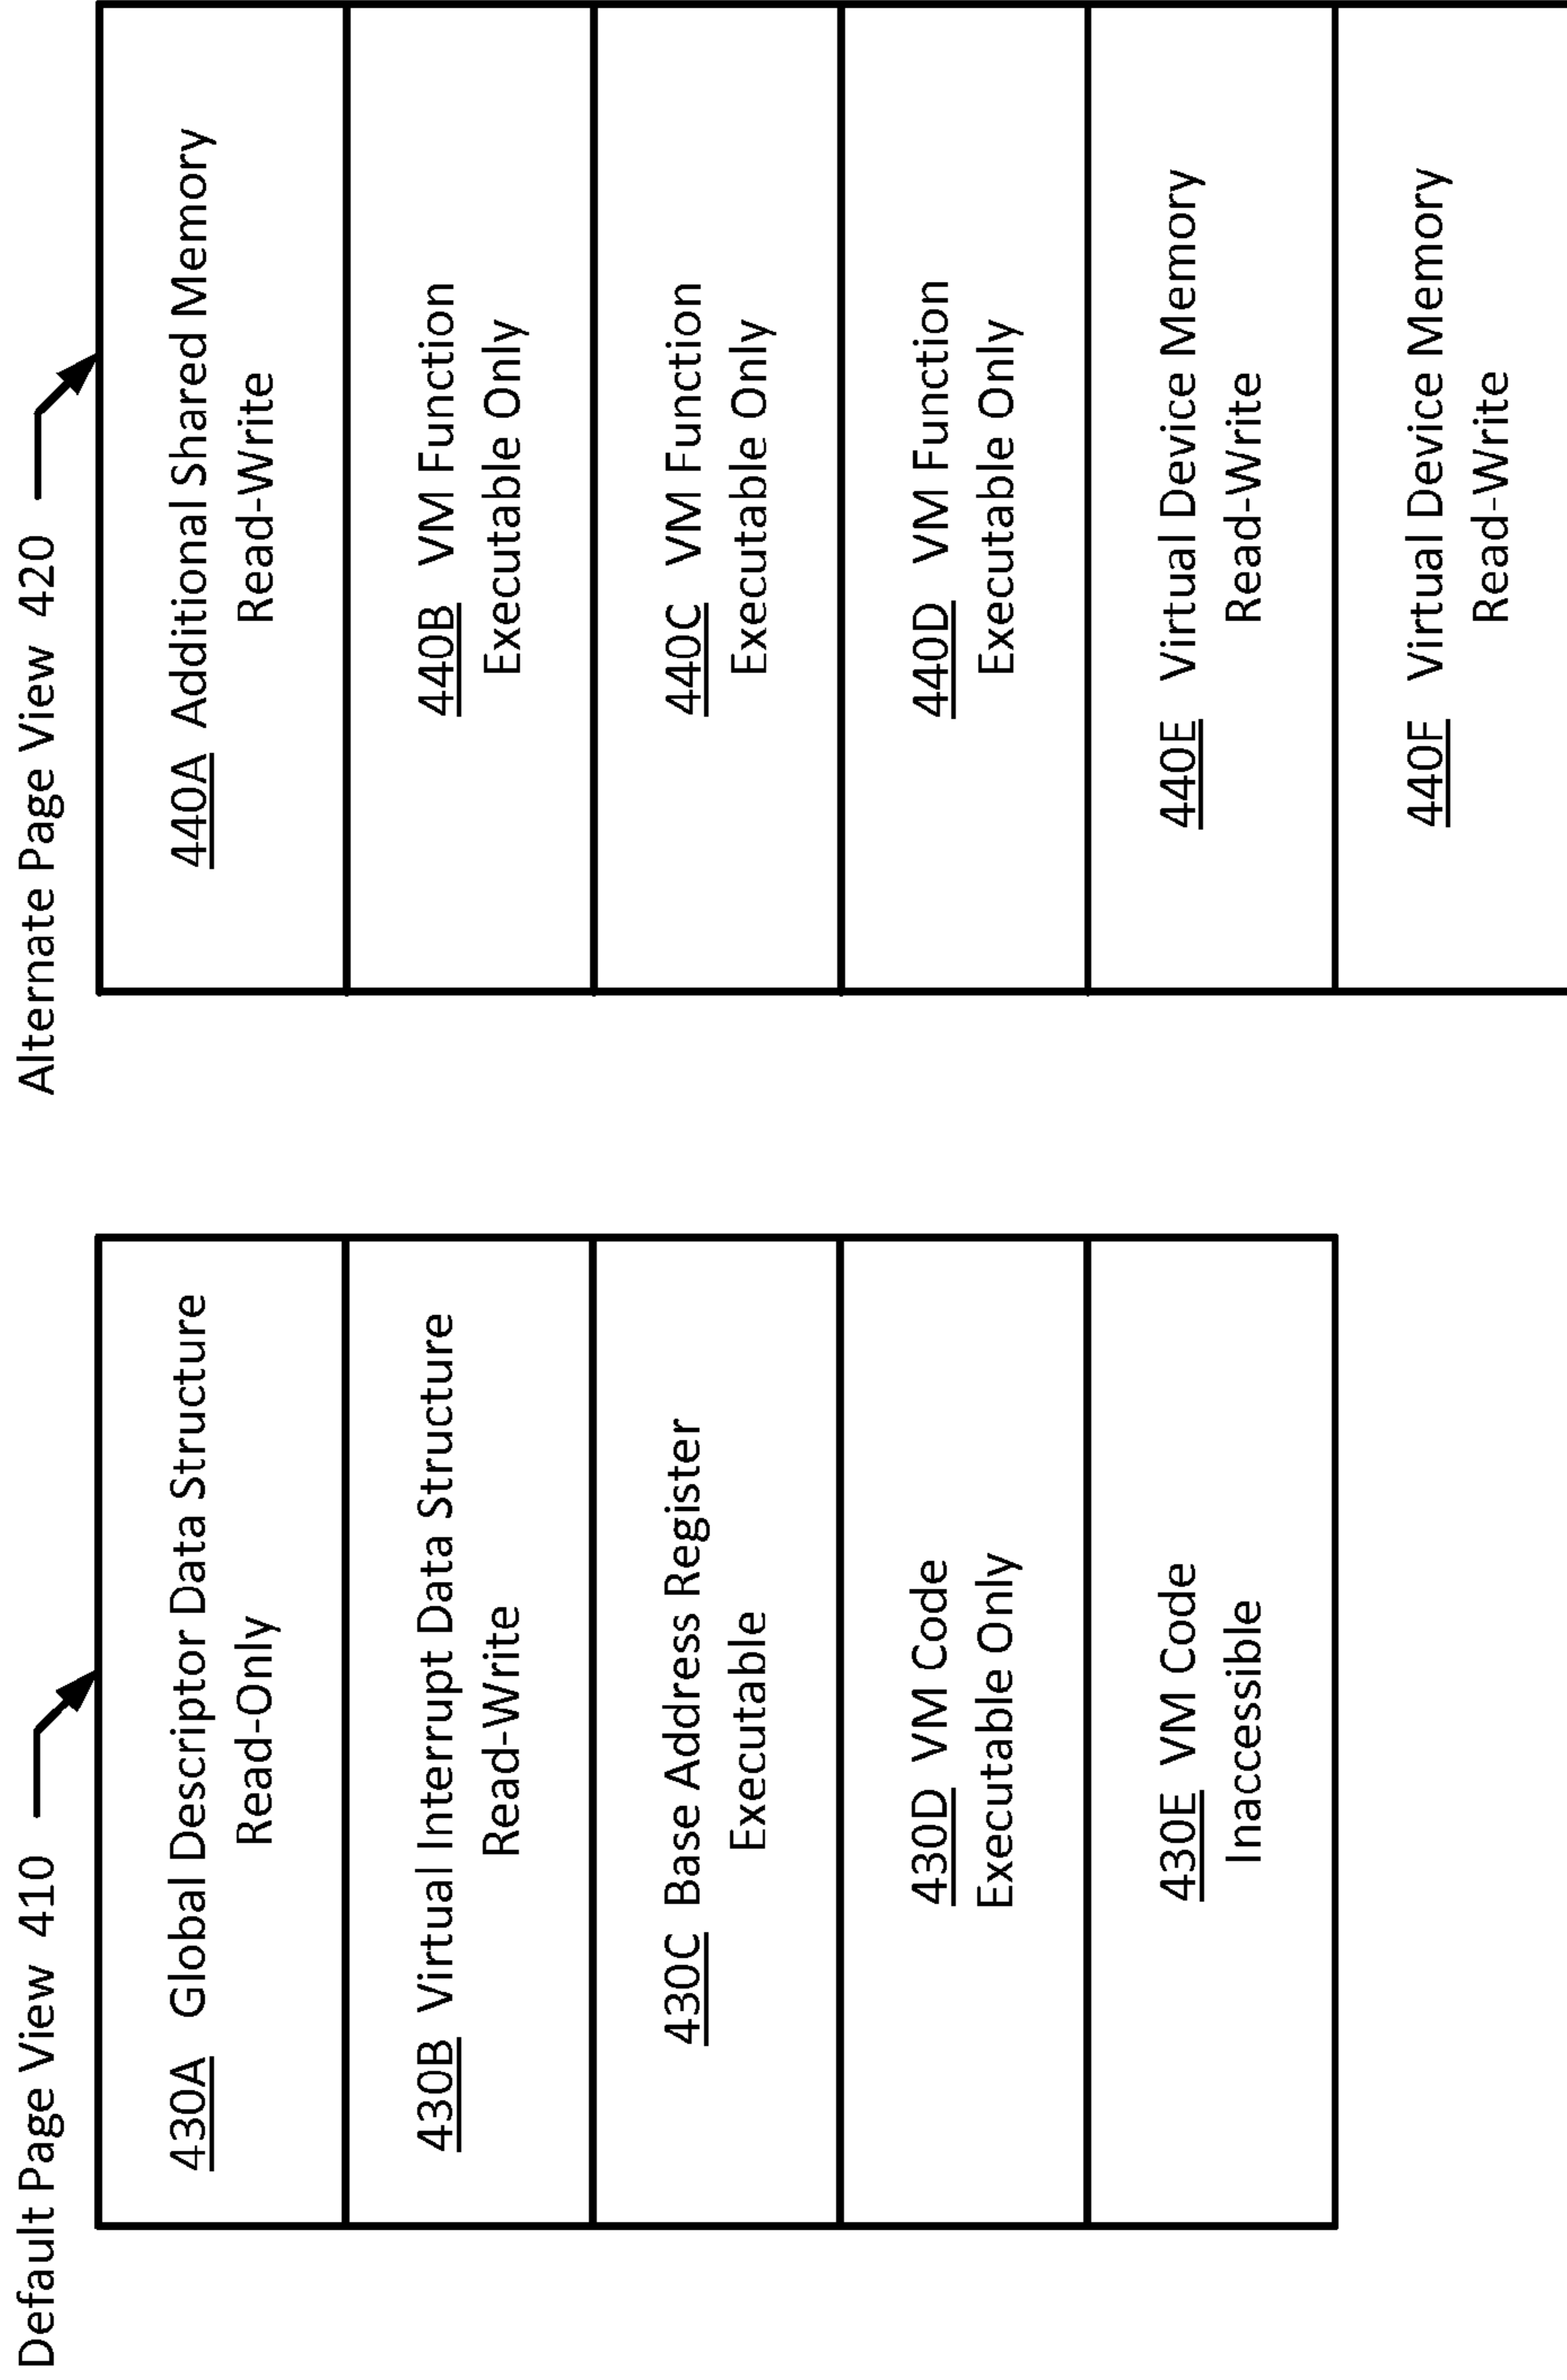 Default Page View 410
430A Global Descriptor Data Structure
Read-Only
430B Virtual Interrupt Data Structure
Read-Write
430C Base Address Register
Executable
430D VM Code
Executable Only
430E VM Code
Inaccessible
Alternate Page View 420
440A Additional Shared Memory
Read-Write
440B VM Function
Executable Only
440C VM Function
Executable Only
440D VM Function
Executable Only
440E Virtual Device Memory
Read-Write
440F Virtual Device Memory
Read-Write